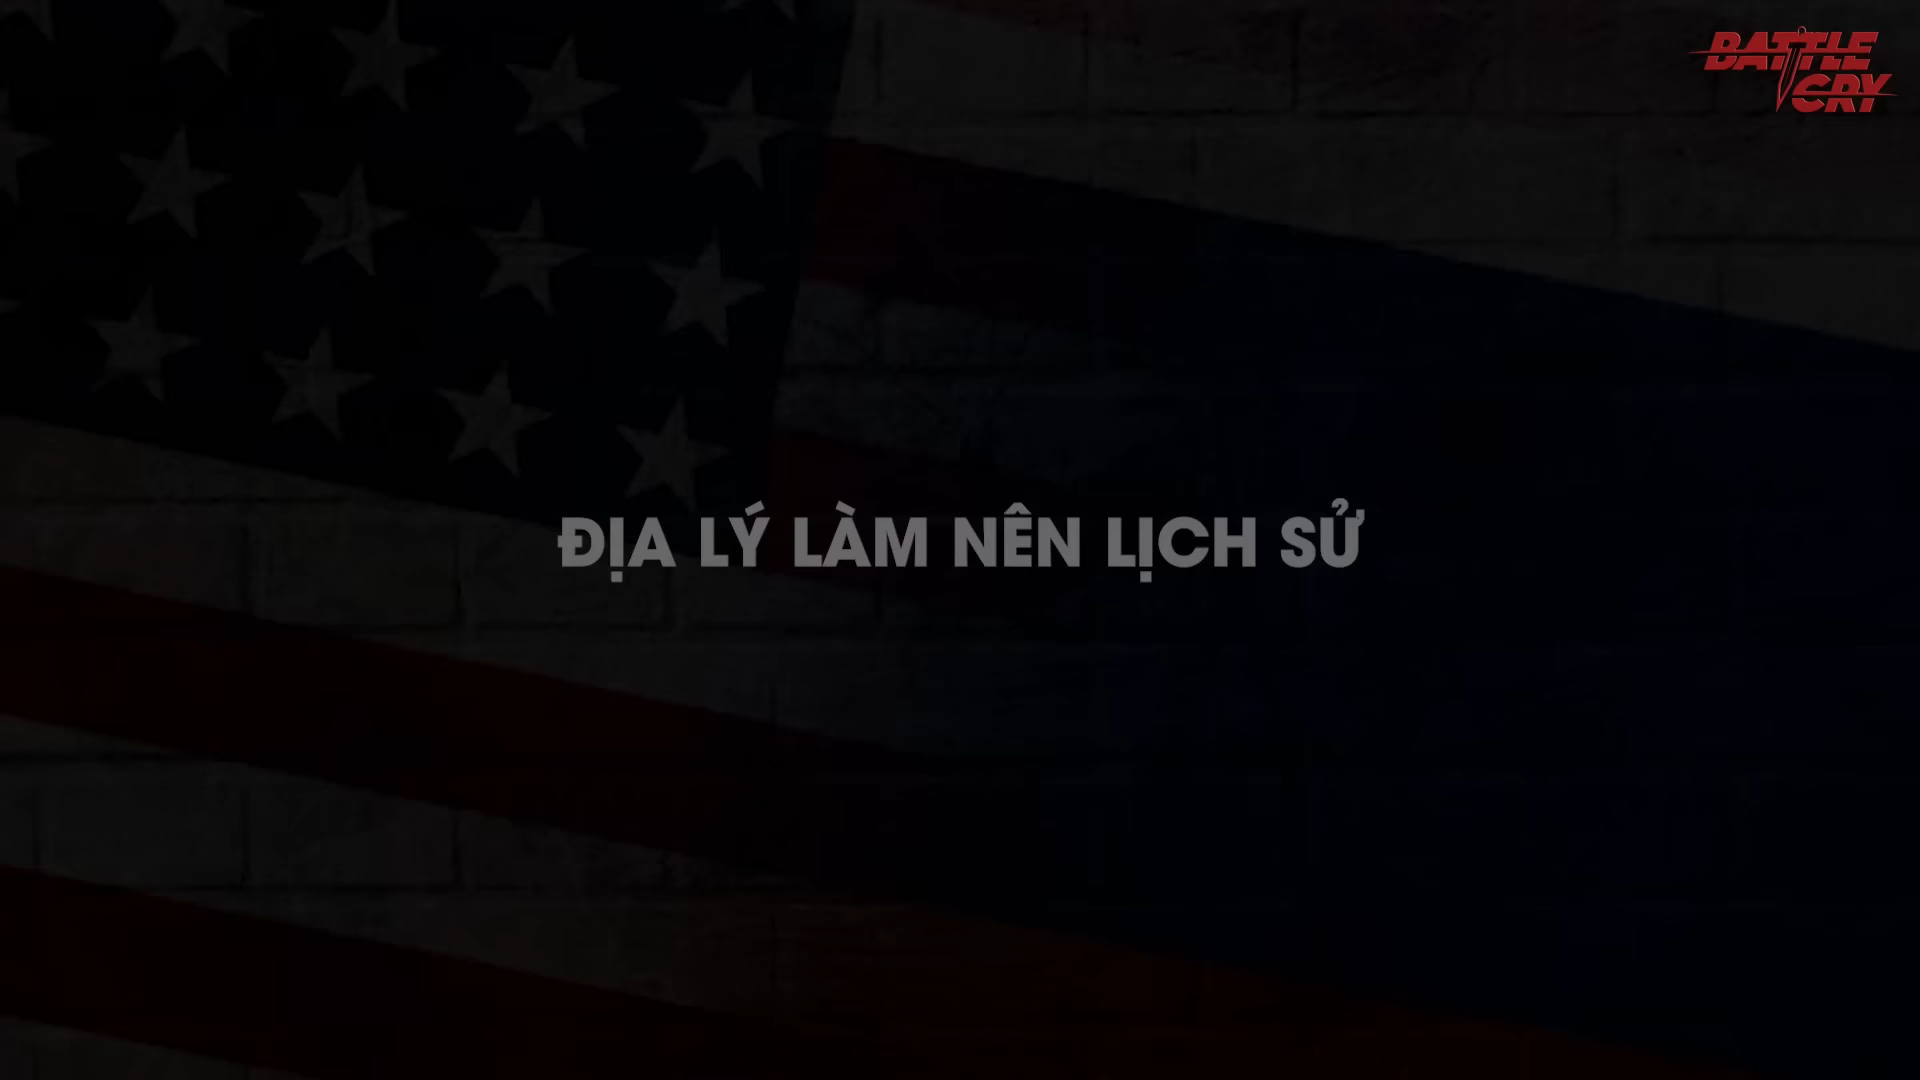 BATTLE
CRY
ĐỊA LÝ LÀM NÊN LỊCH SỬ